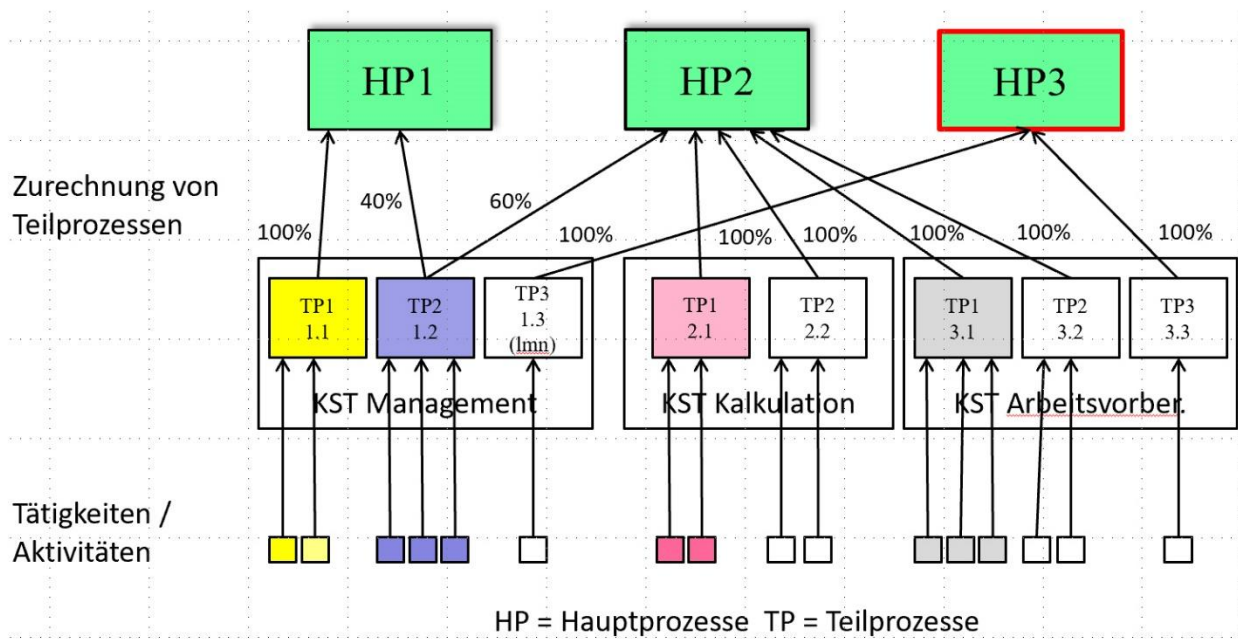 HP1
HP2
HP3
Zurechnung von
Teilprozessen
100%
40%
60%
100%
100%
100%
100%
100%
100%
TP1
1.1
TP2
1.2
TP3
1.3
(lmn)
TP1
2.1
TP2
2.2
TP1
3.1
TP2
3.2
TP3
3.3
KST Management
KST Kalkulation
KST Arbeitsvorber.
Tätigkeiten /
Aktivitäten
HP = Hauptprozesse TP = Teilprozesse